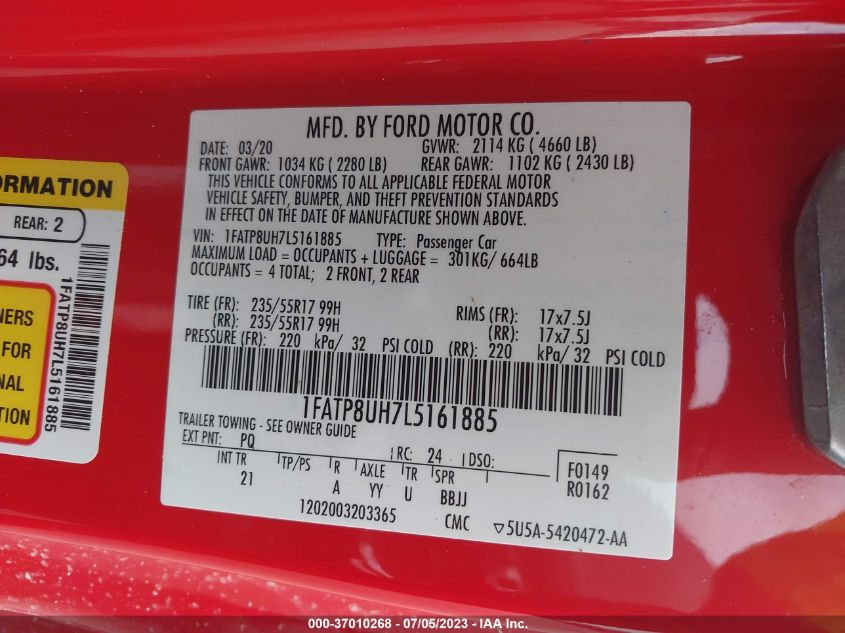 MFD. BY FORD MOTOR CO.
DATE: 03/20 GVWR: 2114 KG ( 4660 LB)
FRONT GAWR: 1034 KG ( 2280 LB) REAR GAWR: 1102 KG ( 2430 LB)
THIS VEHICLE CONFORMS TO ALL APPLICABLE FEDERAL MOTOR
VEHICLE SAFETY, BUMPER, AND THEFT PREVENTION STANDARDS
IN EFFECT ON THE DATE OF MANUFACTURE SHOWN ABOVE.
VIN: 1FATP8UH7L5161885 TYPE: Passenger Car
MAXIMUM LOAD = OCCUPANTS + LUGGAGE = 301KG/ 664LB
OCCUPANTS = 4 TOTAL; 2 FRONT, 2 REAR
TIRE (FR): 235/55R17 99H RIMS (FR): 17x7.5J
(RR): 235/55R17 99H (RR): 17x7.5J
PRESSURE (FR): 220 kPa/ 32 PSI COLD (RR): 220 kPa/ 32 PSI COLD
1FATP8UH7L5161885
TRAILER TOWING - SEE OWNER GUIDE
EXT PNT: PQ RC: 24 DSO: F0149
INT TR TP/PS R AXLE TR SPR R0162
21 A YY U BBJJ
1202003203365 CMC ▽5U5A-5420472-AA
ORMATION
REAR: 2
64 lbs.
NERS
FOR
NAL
TION
1FATP8UH7L5161885
000-37010268 - 07/05/2023 - IAA Inc.